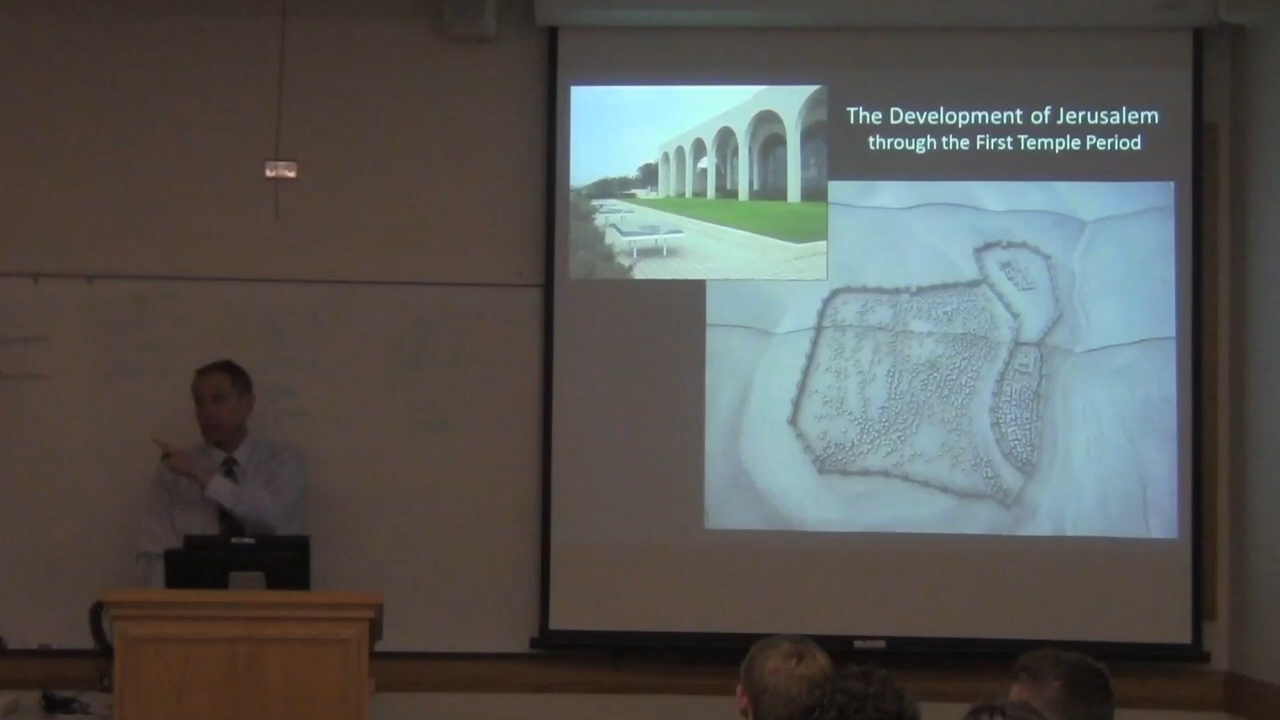 The Development of Jerusalem
through the First Temple Period